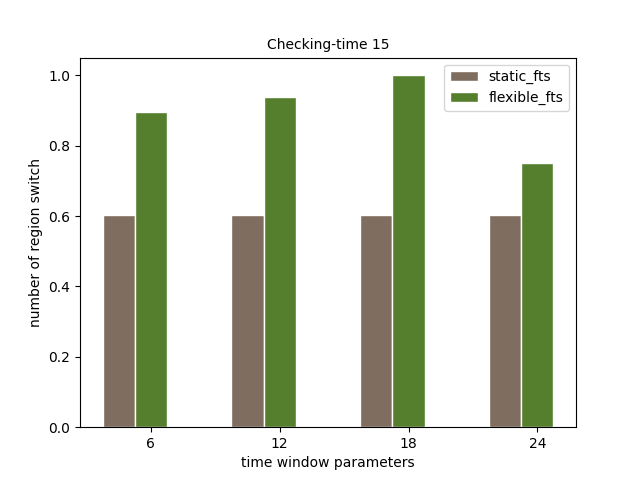 Checking-time 15
static_fts
flexible_fts
number of region switch
1.0
0.8
0.6
0.4
0.2
0.0
6 12 18 24
time window parameters